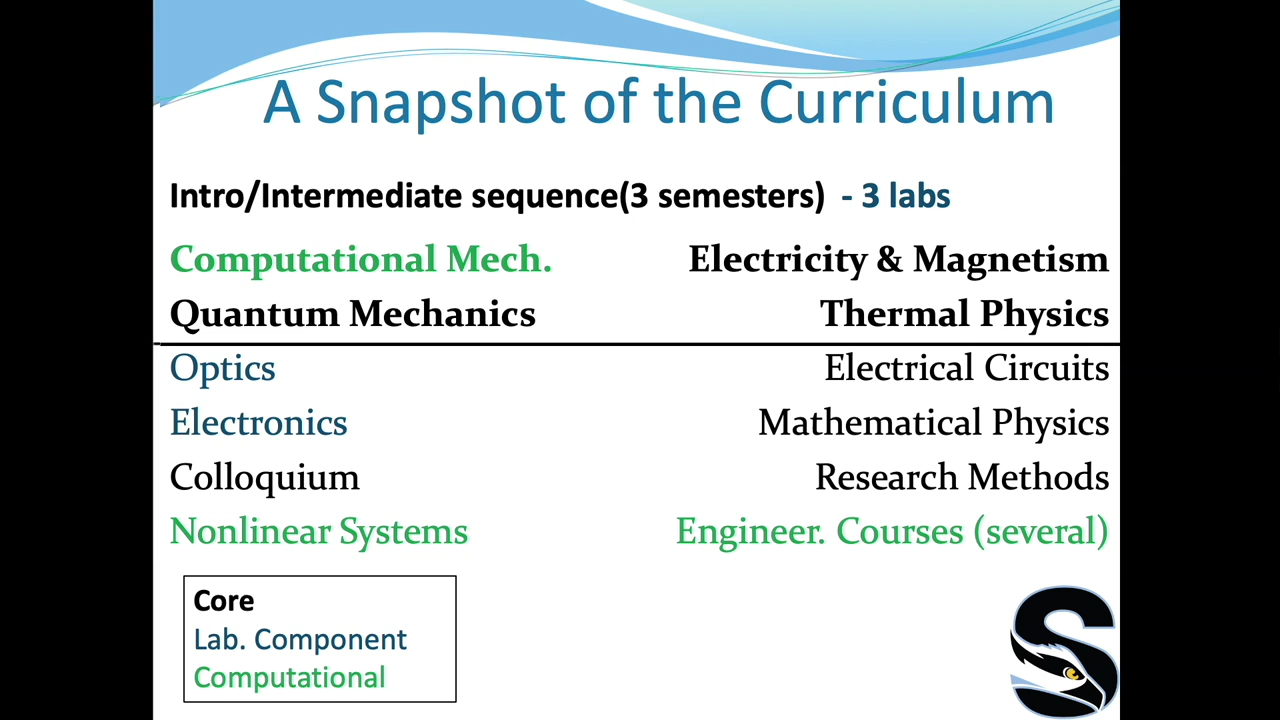 A Snapshot of the Curriculum
Intro/Intermediate sequence(3 semesters) - 3 labs
Computational Mech. Electricity & Magnetism
Quantum Mechanics Thermal Physics
Optics Electrical Circuits
Electronics Mathematical Physics
Colloquium Research Methods
Nonlinear Systems Engineer. Courses (several)
Core
Lab. Component
Computational
S